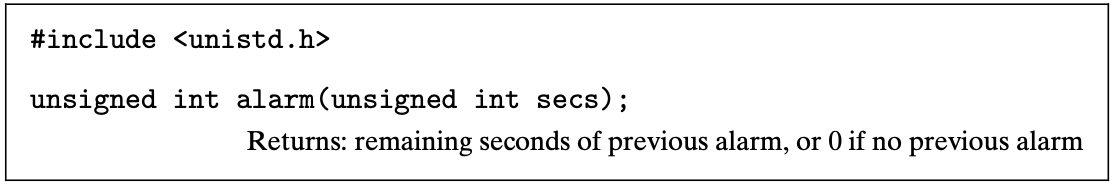 #include <unistd.h>
unsigned int alarm(unsigned int secs);
Returns: remaining seconds of previous alarm, or 0 if no previous alarm